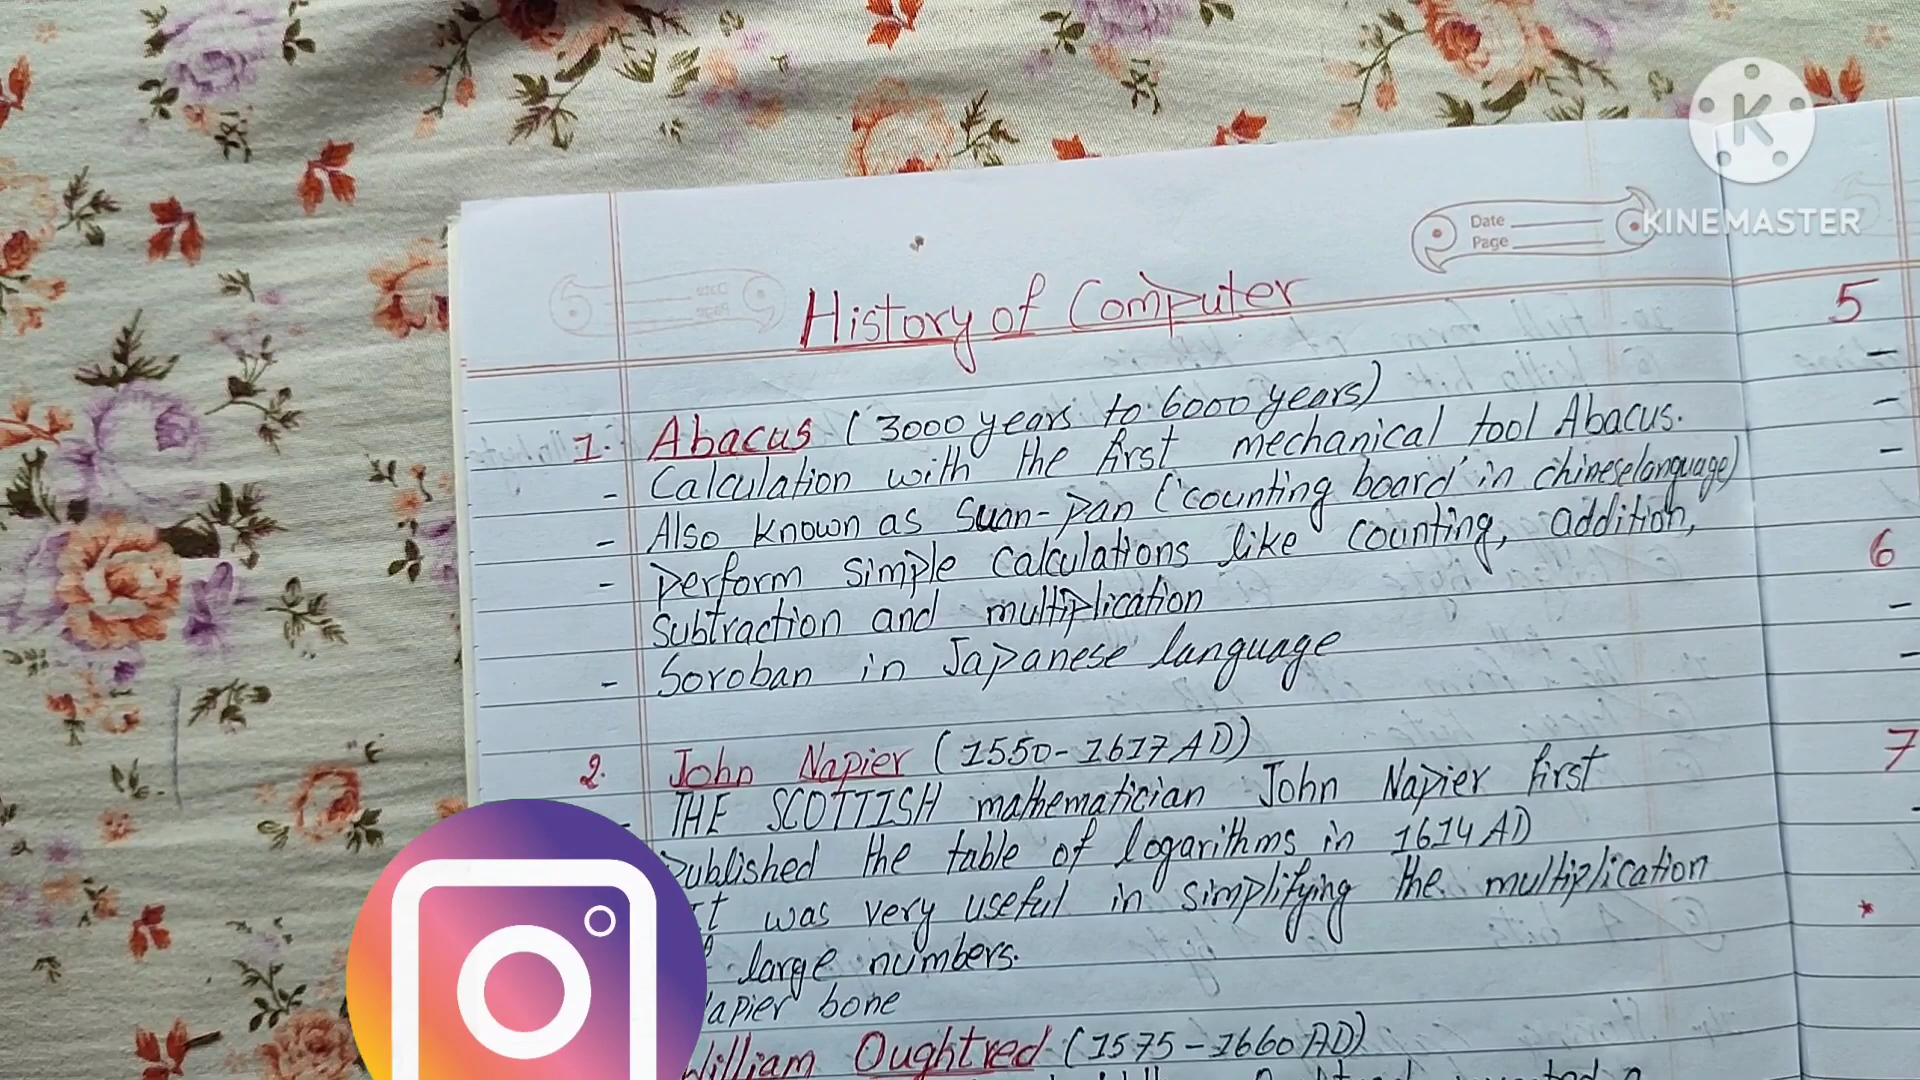 KINEMASTER
Date
Page
History of Computer
5
1. Abacus (3000 years to 6000 years)
- Calculation with the first mechanical tool Abacus.
- Also known as Suan-pan ('counting board' in chinese language)
- perform simple calculations like counting, addition,
subtraction and multiplication
- Soroban in Japanese language
6
2. John Napier (1550-1617 AD)
7
- THE SCOTTISH mathematician John Napier first
published the table of logarithms in 1614 AD
It was very useful in simplifying the multiplication
large numbers.
Napier bone
William Oughtred (1575-1660 AD)